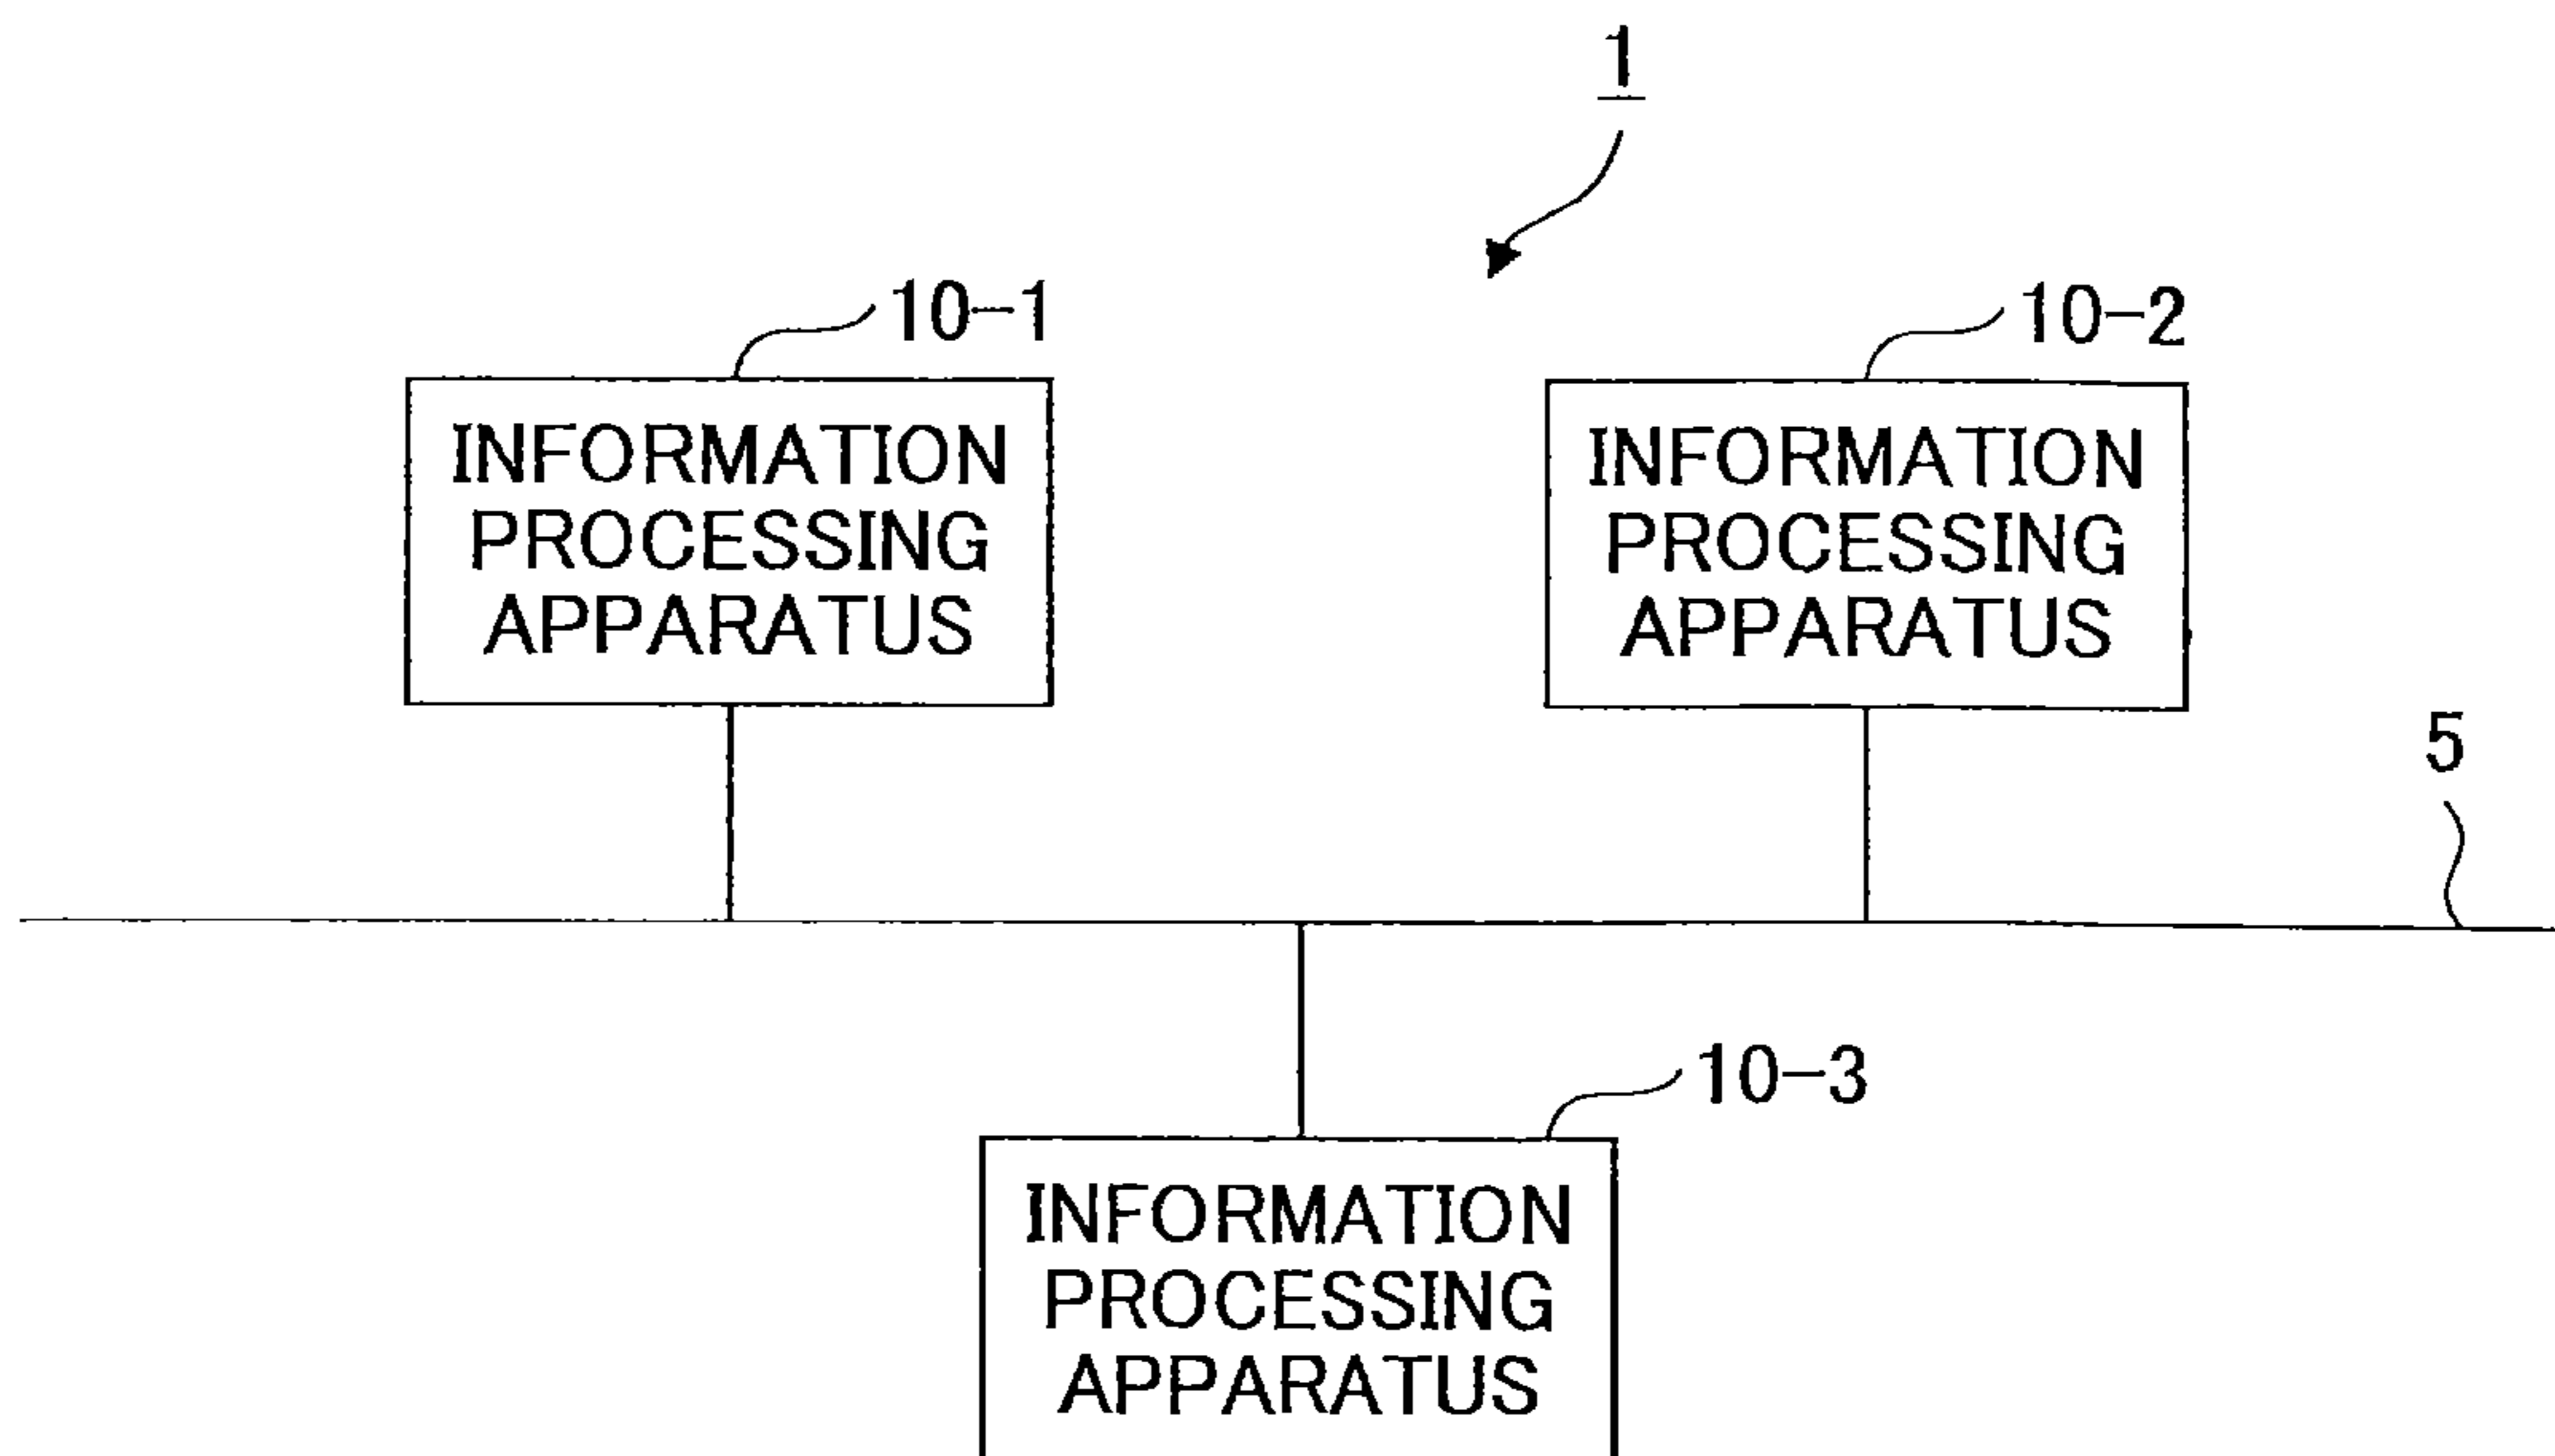 1
10-1
10-2
INFORMATION
PROCESSING
APPARATUS
INFORMATION
PROCESSING
APPARATUS
5
10-3
INFORMATION
PROCESSING
APPARATUS